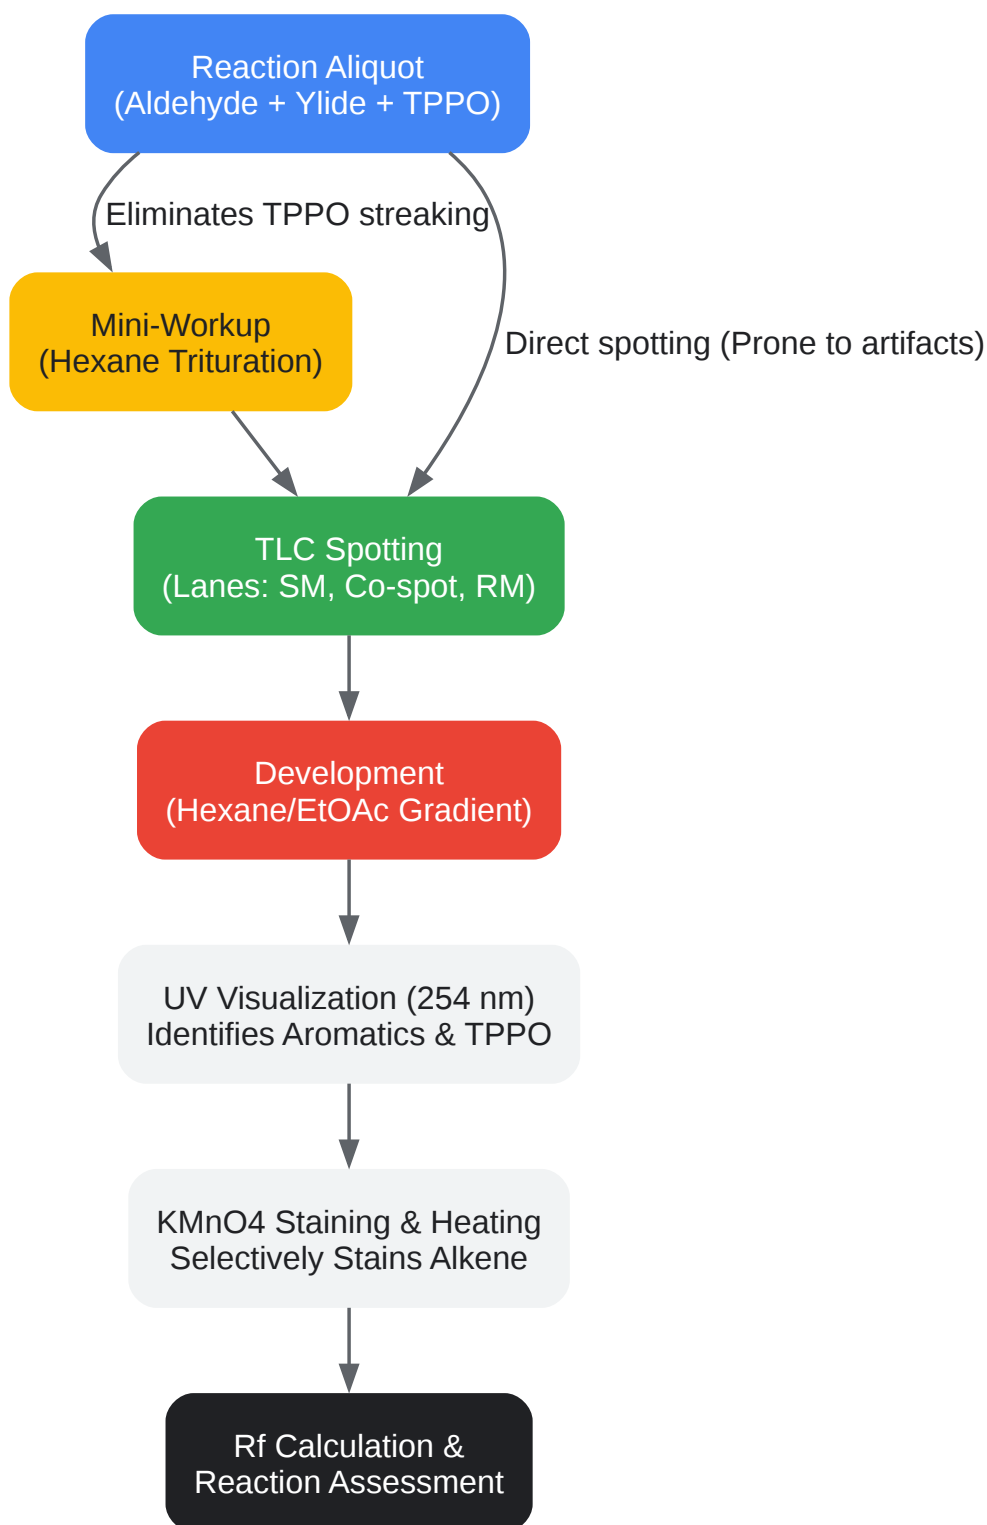 Reaction Aliquot
(Aldehyde + Ylide + TPPO)
Eliminates TPPO streaking
Mini-Workup
(Hexane Trituration)
Direct spotting (Prone to artifacts)
TLC Spotting
(Lanes: SM, Co-spot, RM)
Development
(Hexane/EtOAc Gradient)
UV Visualization (254 nm)
Identifies Aromatics & TPPO
KMnO4 Staining & Heating
Selectively Stains Alkene
Rf Calculation &
Reaction Assessment